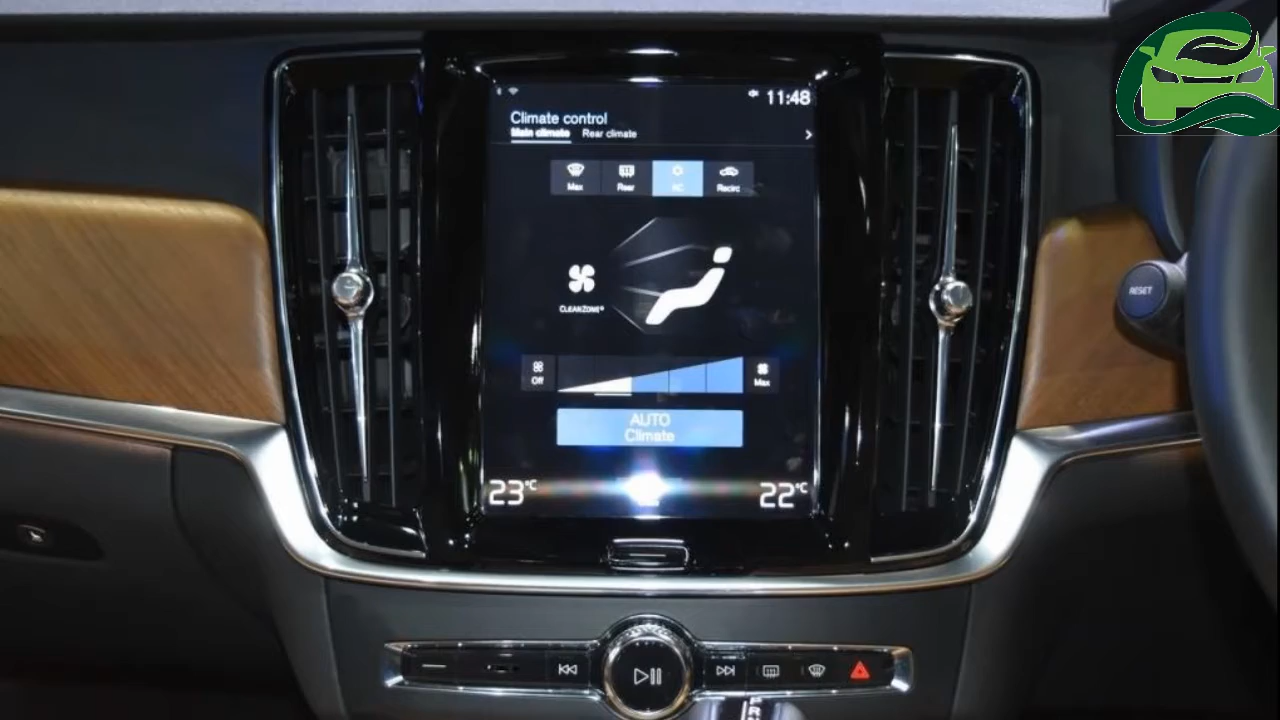 11:48
Climate control
Main climate Rear climate
Max Rear AC Recirc
CLEANZONE®
Off Max
AUTO
Climate
23°C 22°C
RESET